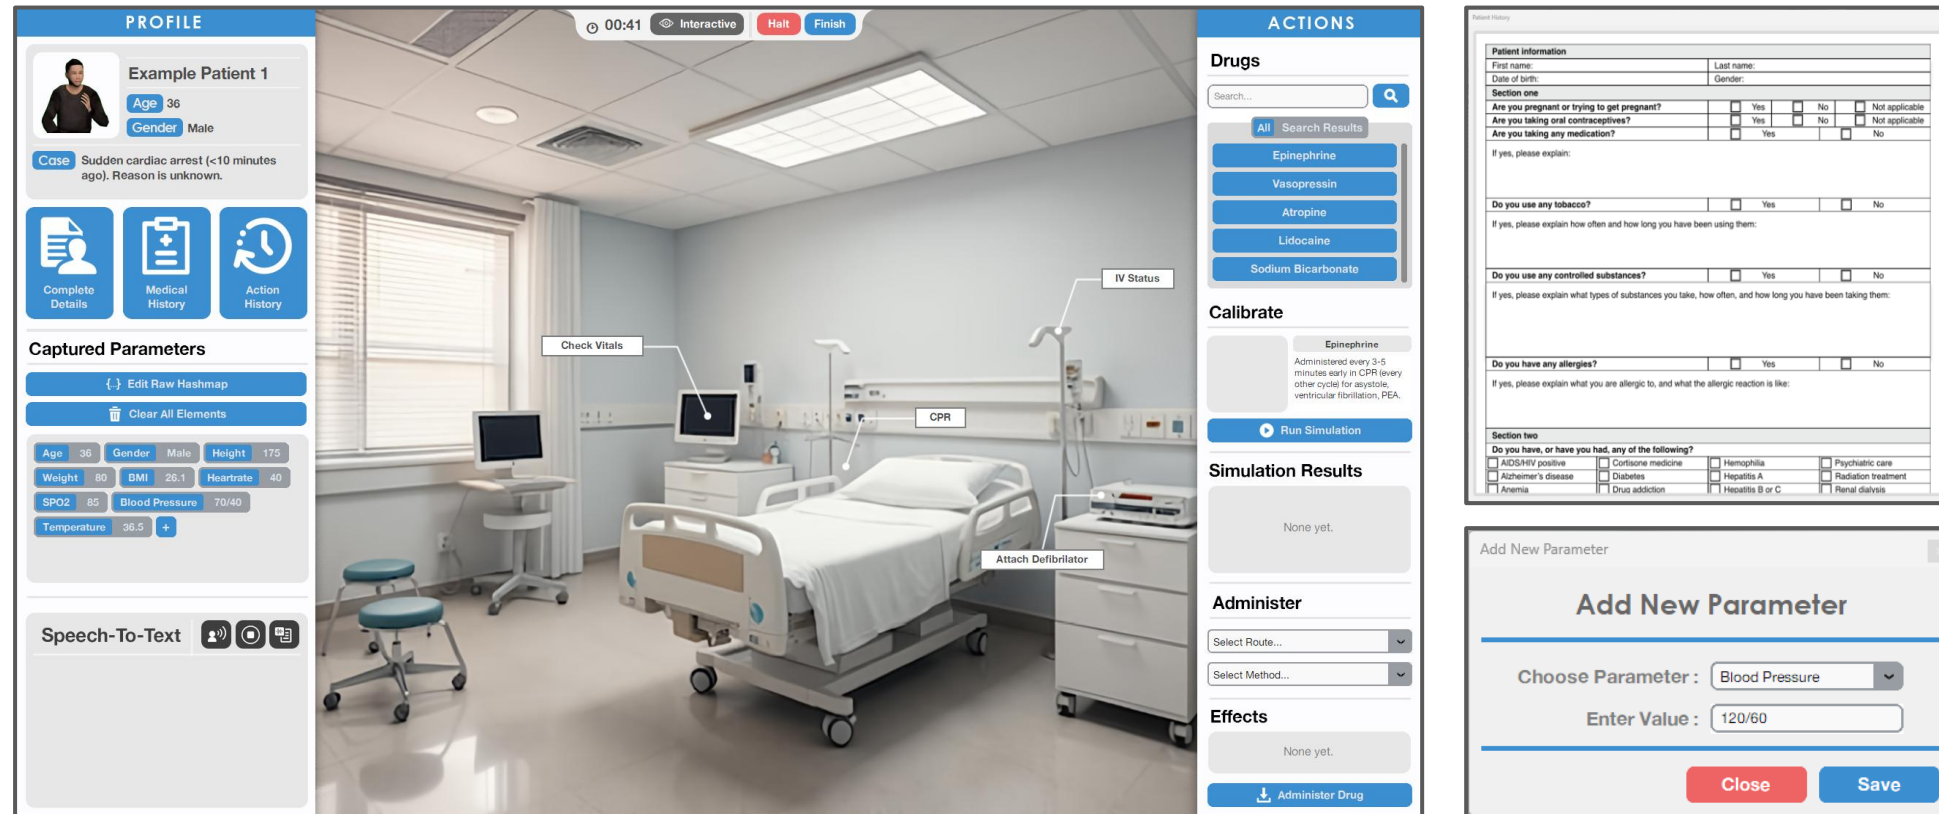 PROFILE
Example Patient 1
Age 36
Gender Male
Case Sudden cardiac arrest (<10 minutes
ago). Reason is unknown.
Complete
Details
Medical
History
Action
History
Captured Parameters
{..} Edit Raw Hashmap
Clear All Elements
Age 36 Gender Male Height 175
Weight 80 BMI 26.1 Heartrate 40
SPO2 85 Blood Pressure 70/40
Temperature 36.5 +
Speech-To-Text
00:41 Interactive Halt Finish
Check Vitals
IV Status
CPR
Attach Defibrilator
ACTIONS
Drugs
Search...
All Search Results
Epinephrine
Vasopressin
Atropine
Lidocaine
Sodium Bicarbonate
Calibrate
Epinephrine
Administered every 3-5
minutes early in CPR (every
other cycle) for asystole,
ventricular fibrillation, PEA.
Run Simulation
Simulation Results
None yet.
Administer
Select Route...
Select Method...
Effects
None yet.
Administer Drug
Patient History
Patient information
First name: Last name:
Date of birth: Gender:
Section one
Are you pregnant or trying to get pregnant? Yes No Not applicable
Are you taking oral contraceptives? Yes No Not applicable
Are you taking any medication? Yes No
If yes, please explain:
Do you use any tobacco? Yes No
If yes, please explain how often and how long you have been using them:
Do you use any controlled substances? Yes No
If yes, please explain what types of substances you take, how often, and how long you have been taking them:
Do you have any allergies? Yes No
If yes, please explain what you are allergic to, and what the allergic reaction is like:
Section two
Do you have, or have you had, any of the following?
AIDS/HIV positive Cortisone medicine Hemophilia Psychiatric care
Alzheimer's disease Diabetes Hepatitis A Radiation treatment
Anemia Drug addiction Hepatitis B or C Renal dialysis
Add New Parameter
Add New Parameter
Choose Parameter : Blood Pressure
Enter Value : 120/60
Close Save